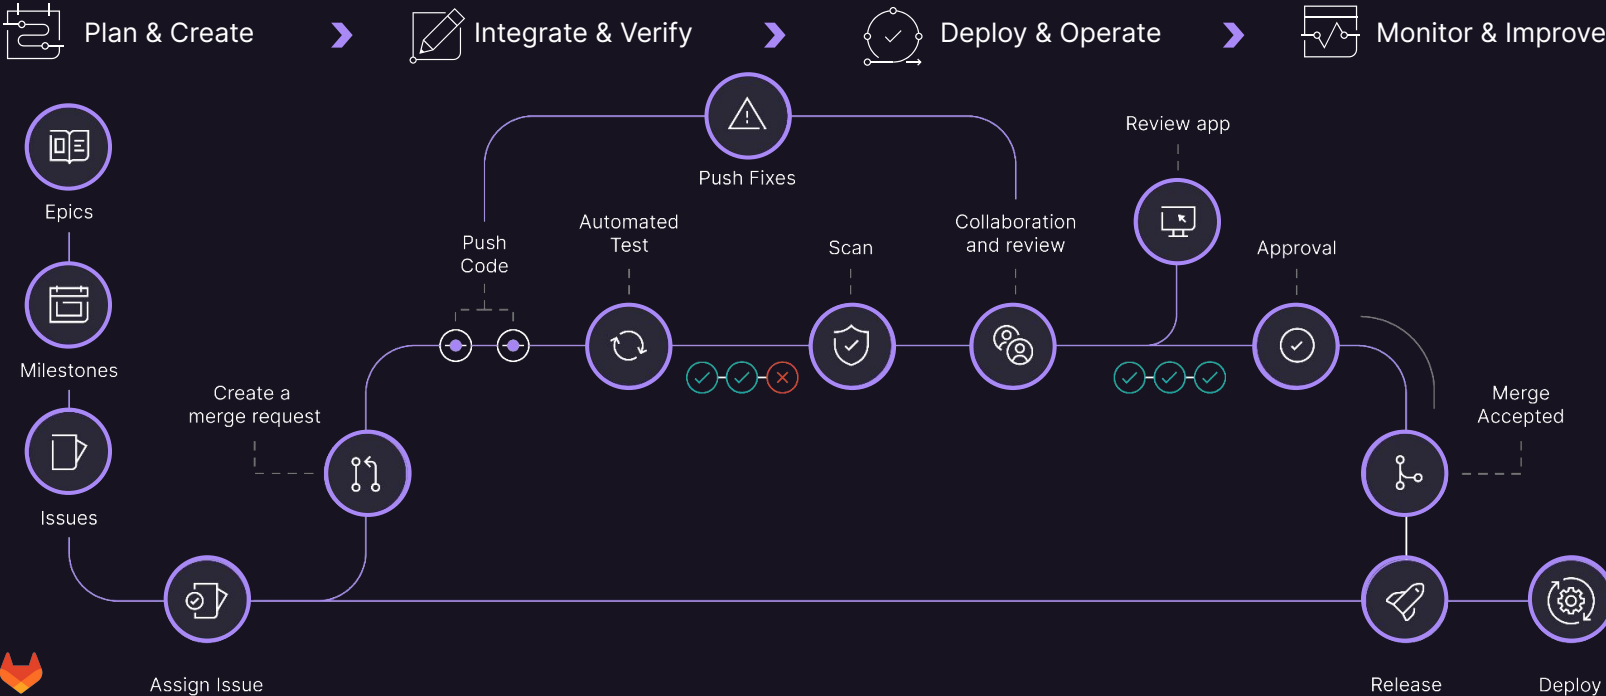 Plan & Create
Integrate & Verify
Deploy & Operate
Monitor & Improve
Epics
Milestones
Issues
Assign Issue
Create a
merge request
Push
Code
Push Fixes
Automated
Test
Scan
Collaboration
and review
Review app
Approval
Merge
Accepted
Release
Deploy